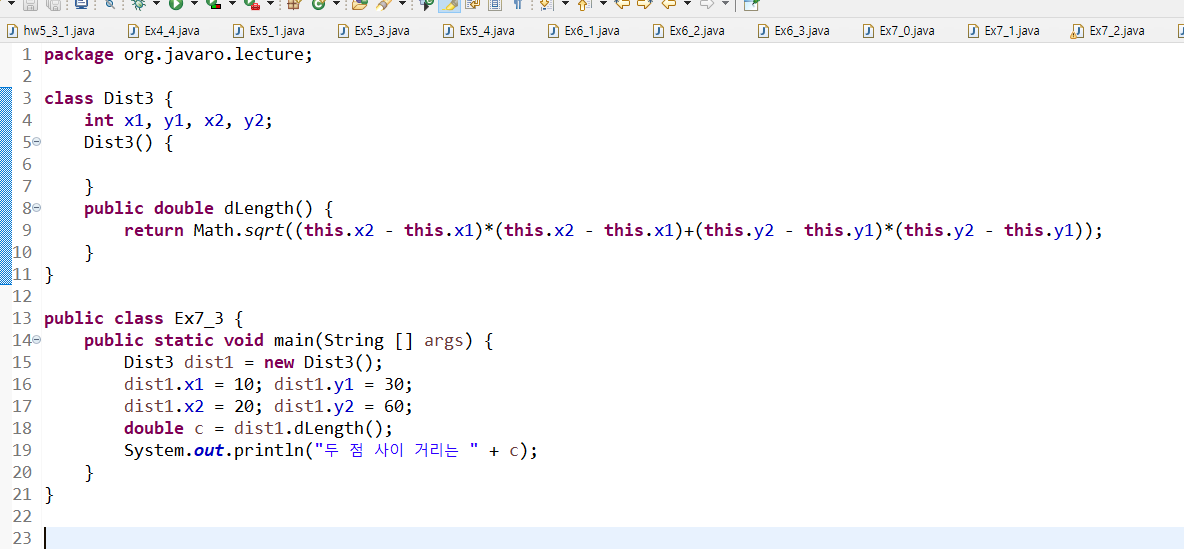 hw5_3_1.java Ex4_4.java Ex5_1.java Ex5_3.java Ex5_4.java Ex6_1.java Ex6_2.java Ex6_3.java Ex7_0.java Ex7_1.java Ex7_2.java
1 package org.javaro.lecture;
2
3 class Dist3 {
4     int x1, y1, x2, y2;
5     Dist3() {
6
7     }
8     public double dLength() {
9         return Math.sqrt((this.x2 - this.x1)*(this.x2 - this.x1)+(this.y2 - this.y1)*(this.y2 - this.y1));
10     }
11 }
12
13 public class Ex7_3 {
14     public static void main(String [] args) {
15         Dist3 dist1 = new Dist3();
16         dist1.x1 = 10; dist1.y1 = 30;
17         dist1.x2 = 20; dist1.y2 = 60;
18         double c = dist1.dLength();
19         System.out.println("두 점 사이 거리는 " + c);
20     }
21 }
22
23